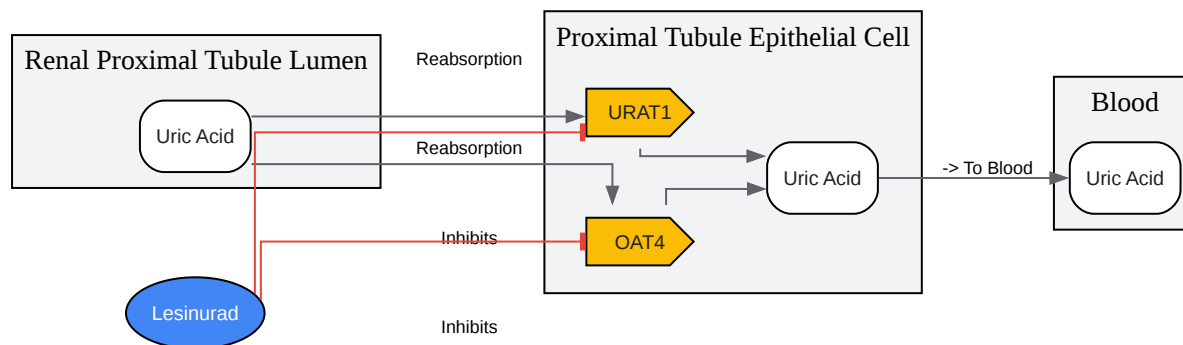 Renal Proximal Tubule Lumen
Uric Acid
Reabsorption
Reabsorption
Inhibits
Inhibits
Lesinurad
Proximal Tubule Epithelial Cell
URAT1
OAT4
Uric Acid
-> To Blood
Blood
Uric Acid